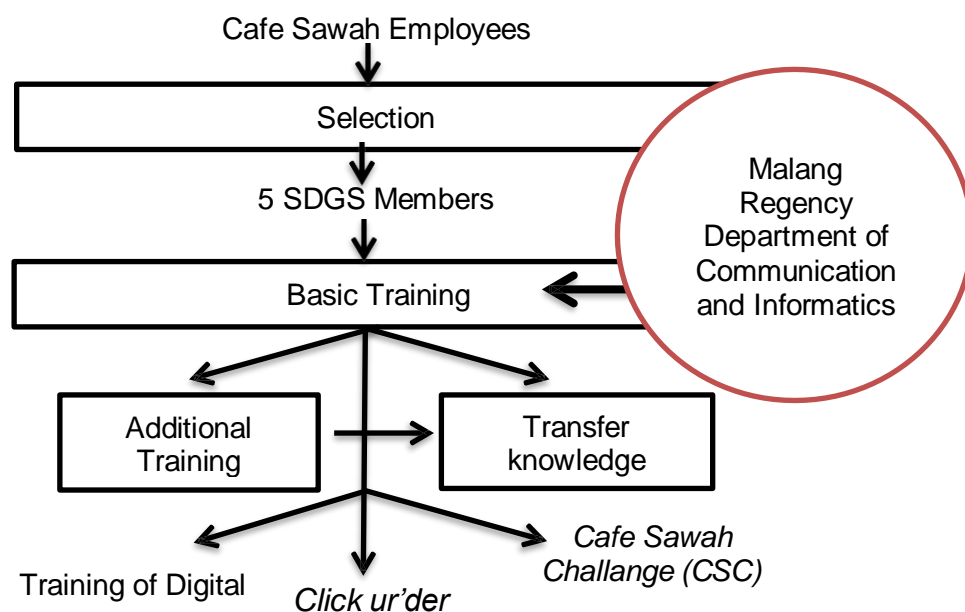 Cafe Sawah Employees
Selection
5 SDGS Members
Basic Training
Malang
Regency
Department of
Communication
and Informatics
Additional
Training
Transfer
knowledge
Training of Digital
Click ur’der
Cafe Sawah
Challange (CSC)